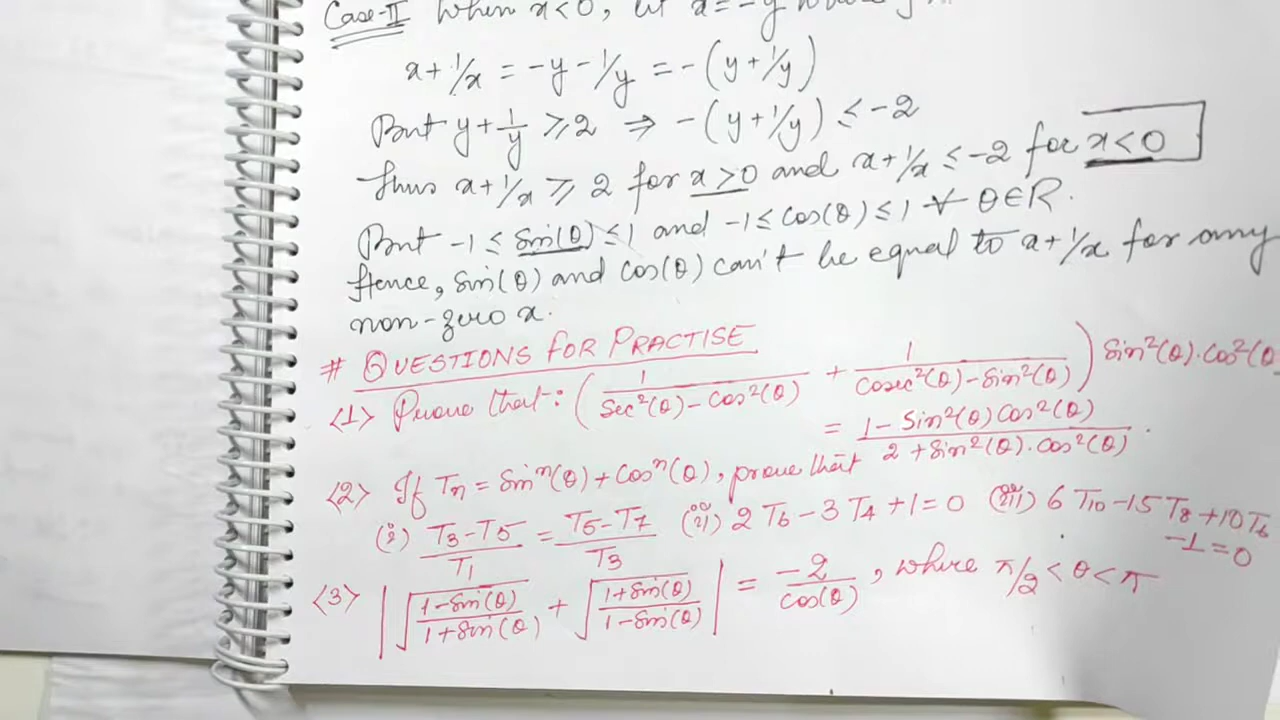 Case-II When x<0, let x=-y where
x+1/x = -y-1/y = -(y+1/y)
But y+1/y ≥2 ⇒ -(y+1/y) ≤ -2
Thus x+1/x ≥ 2 for x>0 and x+1/x ≤ -2 for x<0
But -1 ≤ Sin(θ) ≤1 and -1 ≤ Cos(θ) ≤ 1 ∀ θ∈R.
Hence, Sin(θ) and Cos(θ) can't be equal to x+1/x for any
non-zero x.
# QUESTIONS FOR PRACTISE
<1> Prove that: (1/(Sec²(θ)-Cos²(θ)) + 1/(Cosec²(θ)-Sin²(θ))) Sin²(θ).Cos²(θ
= (1-Sin²(θ)Cos²(θ))/(2+Sin²(θ).Cos²(θ)).
<2> If Tn = Sinⁿ(θ)+Cosⁿ(θ), prove that
(i) (T3-T5)/T1 = (T5-T7)/T3 (ii) 2T6-3T4+1=0 (iii) 6T10-15T8+10T6
-1=0
<3> |√((1-Sin(θ))/(1+Sin(θ))) + √((1+Sin(θ))/(1-Sin(θ)))| = -2/Cos(θ), where π/2<θ<π